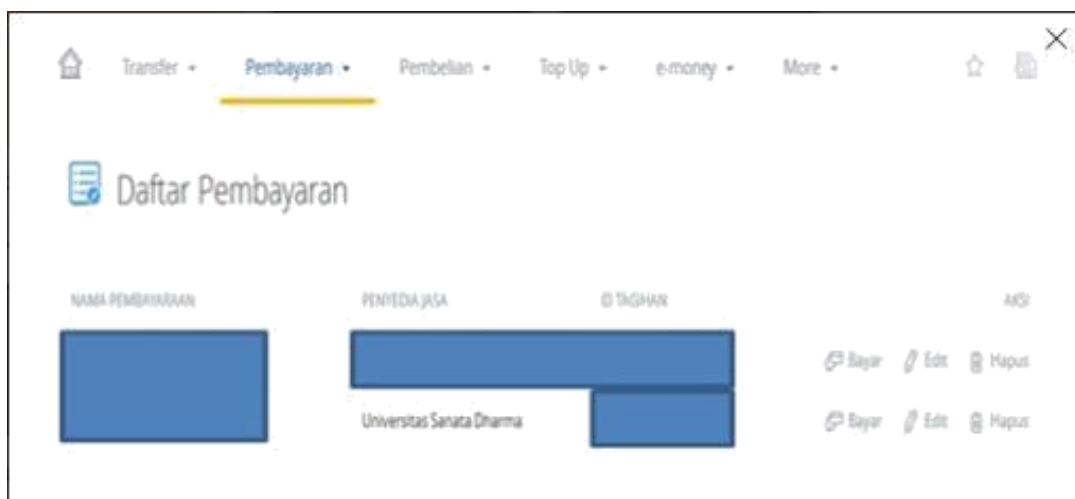 Transfer Pembayaran Pembelian Top Up e-money More
Daftar Pembayaran
NAMA PEMBAYARAAN PENYEDIA JASA ID TAGIHAN AKSI
Bayar Edit Hapus
Universitas Sanata Dharma Bayar Edit Hapus